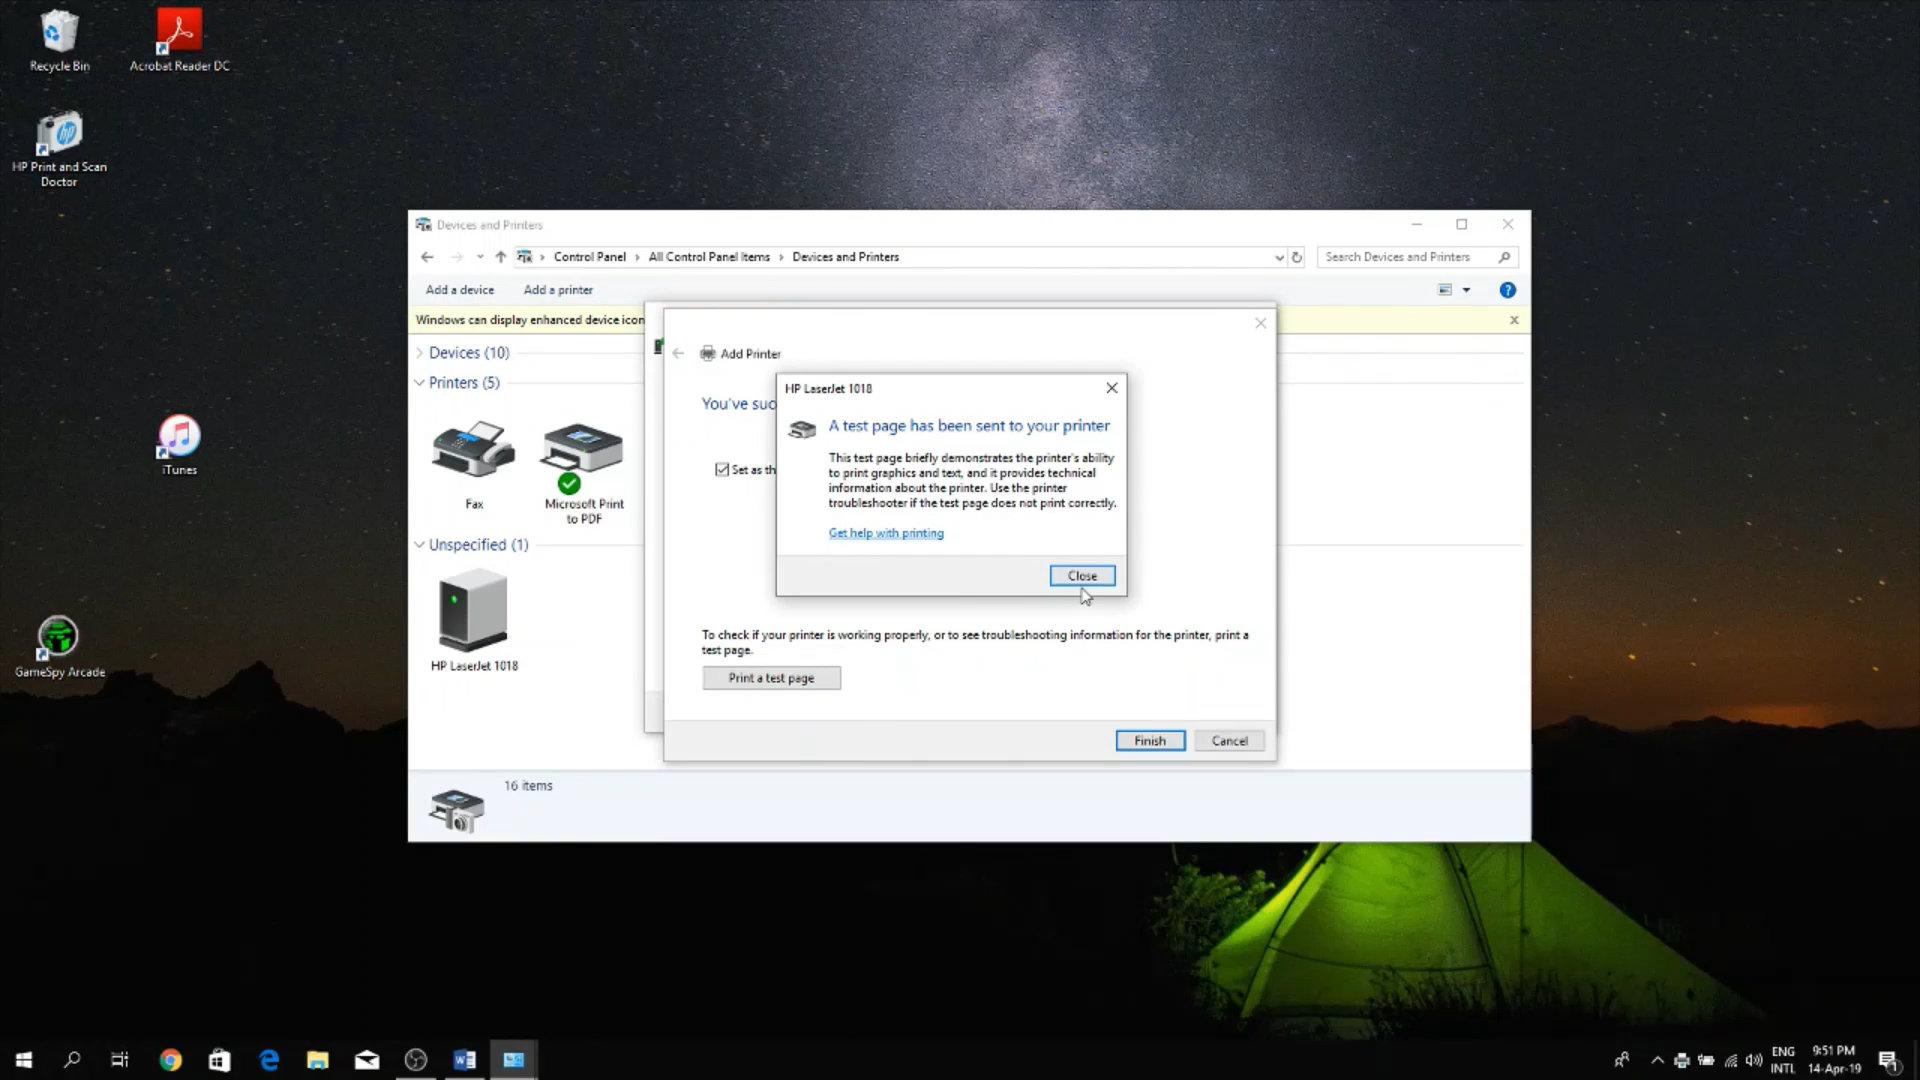 Recycle Bin
Acrobat Reader DC
HP Print and Scan
Doctor
iTunes
GameSpy Arcade
Devices and Printers
Control Panel
All Control Panel Items
Devices and Printers
Search Devices and Printers
Add a device
Add a printer
Windows can display enhanced device icon
Devices (10)
Printers (5)
Fax
Microsoft Print
to PDF
Unspecified (1)
HP LaserJet 1018
16 items
Add Printer
You've suc
Set as th
HP LaserJet 1018
A test page has been sent to your printer
This test page briefly demonstrates the printer's ability
to print graphics and text, and it provides technical
information about the printer. Use the printer
troubleshooter if the test page does not print correctly.
Get help with printing
Close
To check if your printer is working properly, or to see troubleshooting information for the printer, print a
test page.
Print a test page
Finish
Cancel
ENG
INTL
9:51 PM
14-Apr-19
1